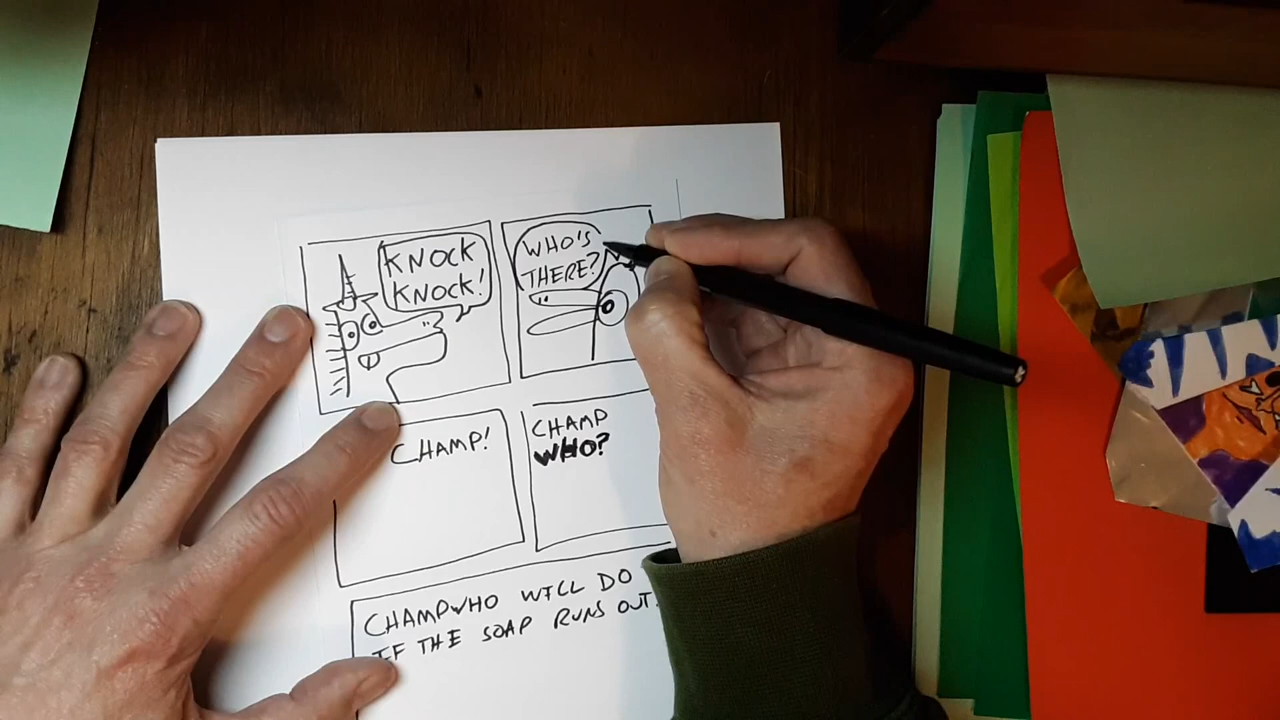 KNOCK
KNOCK!
WHO'S
THERE?
CHAMP!
CHAMP
WHO?
CHAMPWHO WILL DO
IF THE SOAP RUNS OUT.